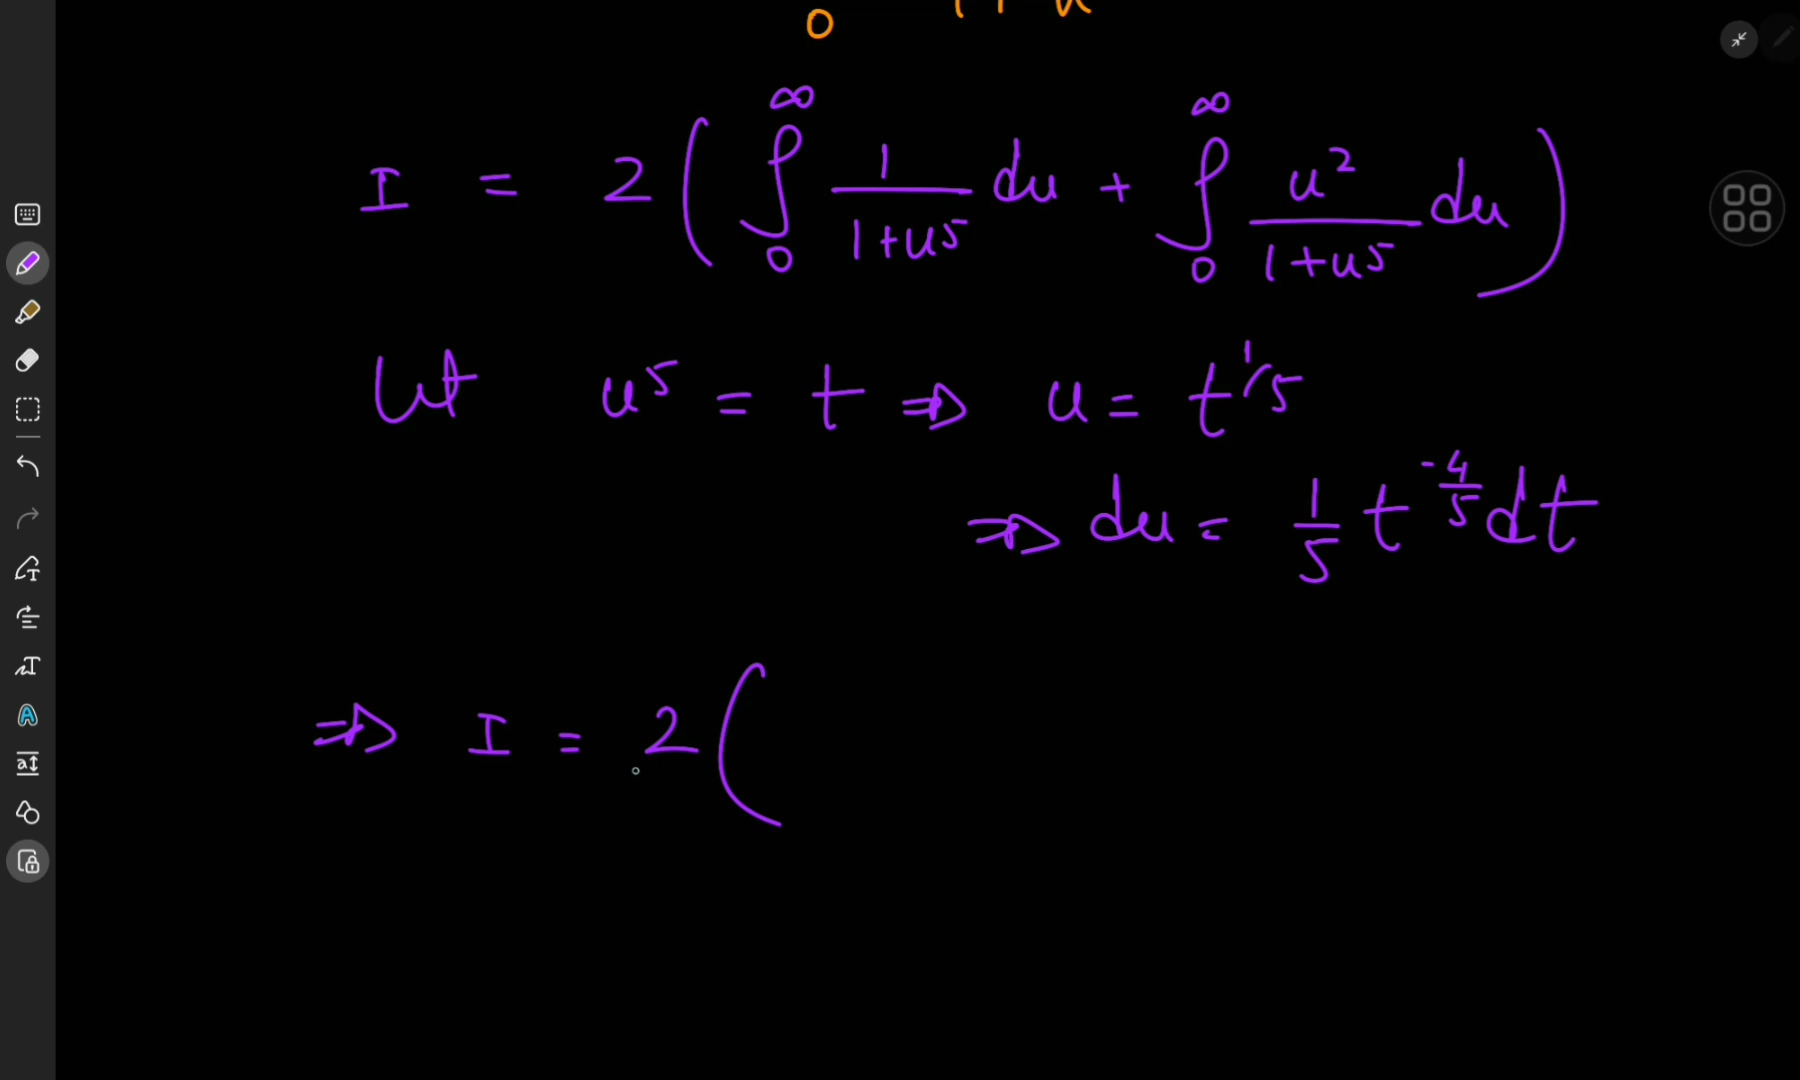 0
I = 2 ( ∫₀^∞ 1/(1+u⁵) du + ∫₀^∞ u²/(1+u⁵) du )
Let u⁵ = t ⇒ u = t^(1/5)
⇒ du = 1/5 t^(-4/5) dt
⇒ I = 2 (